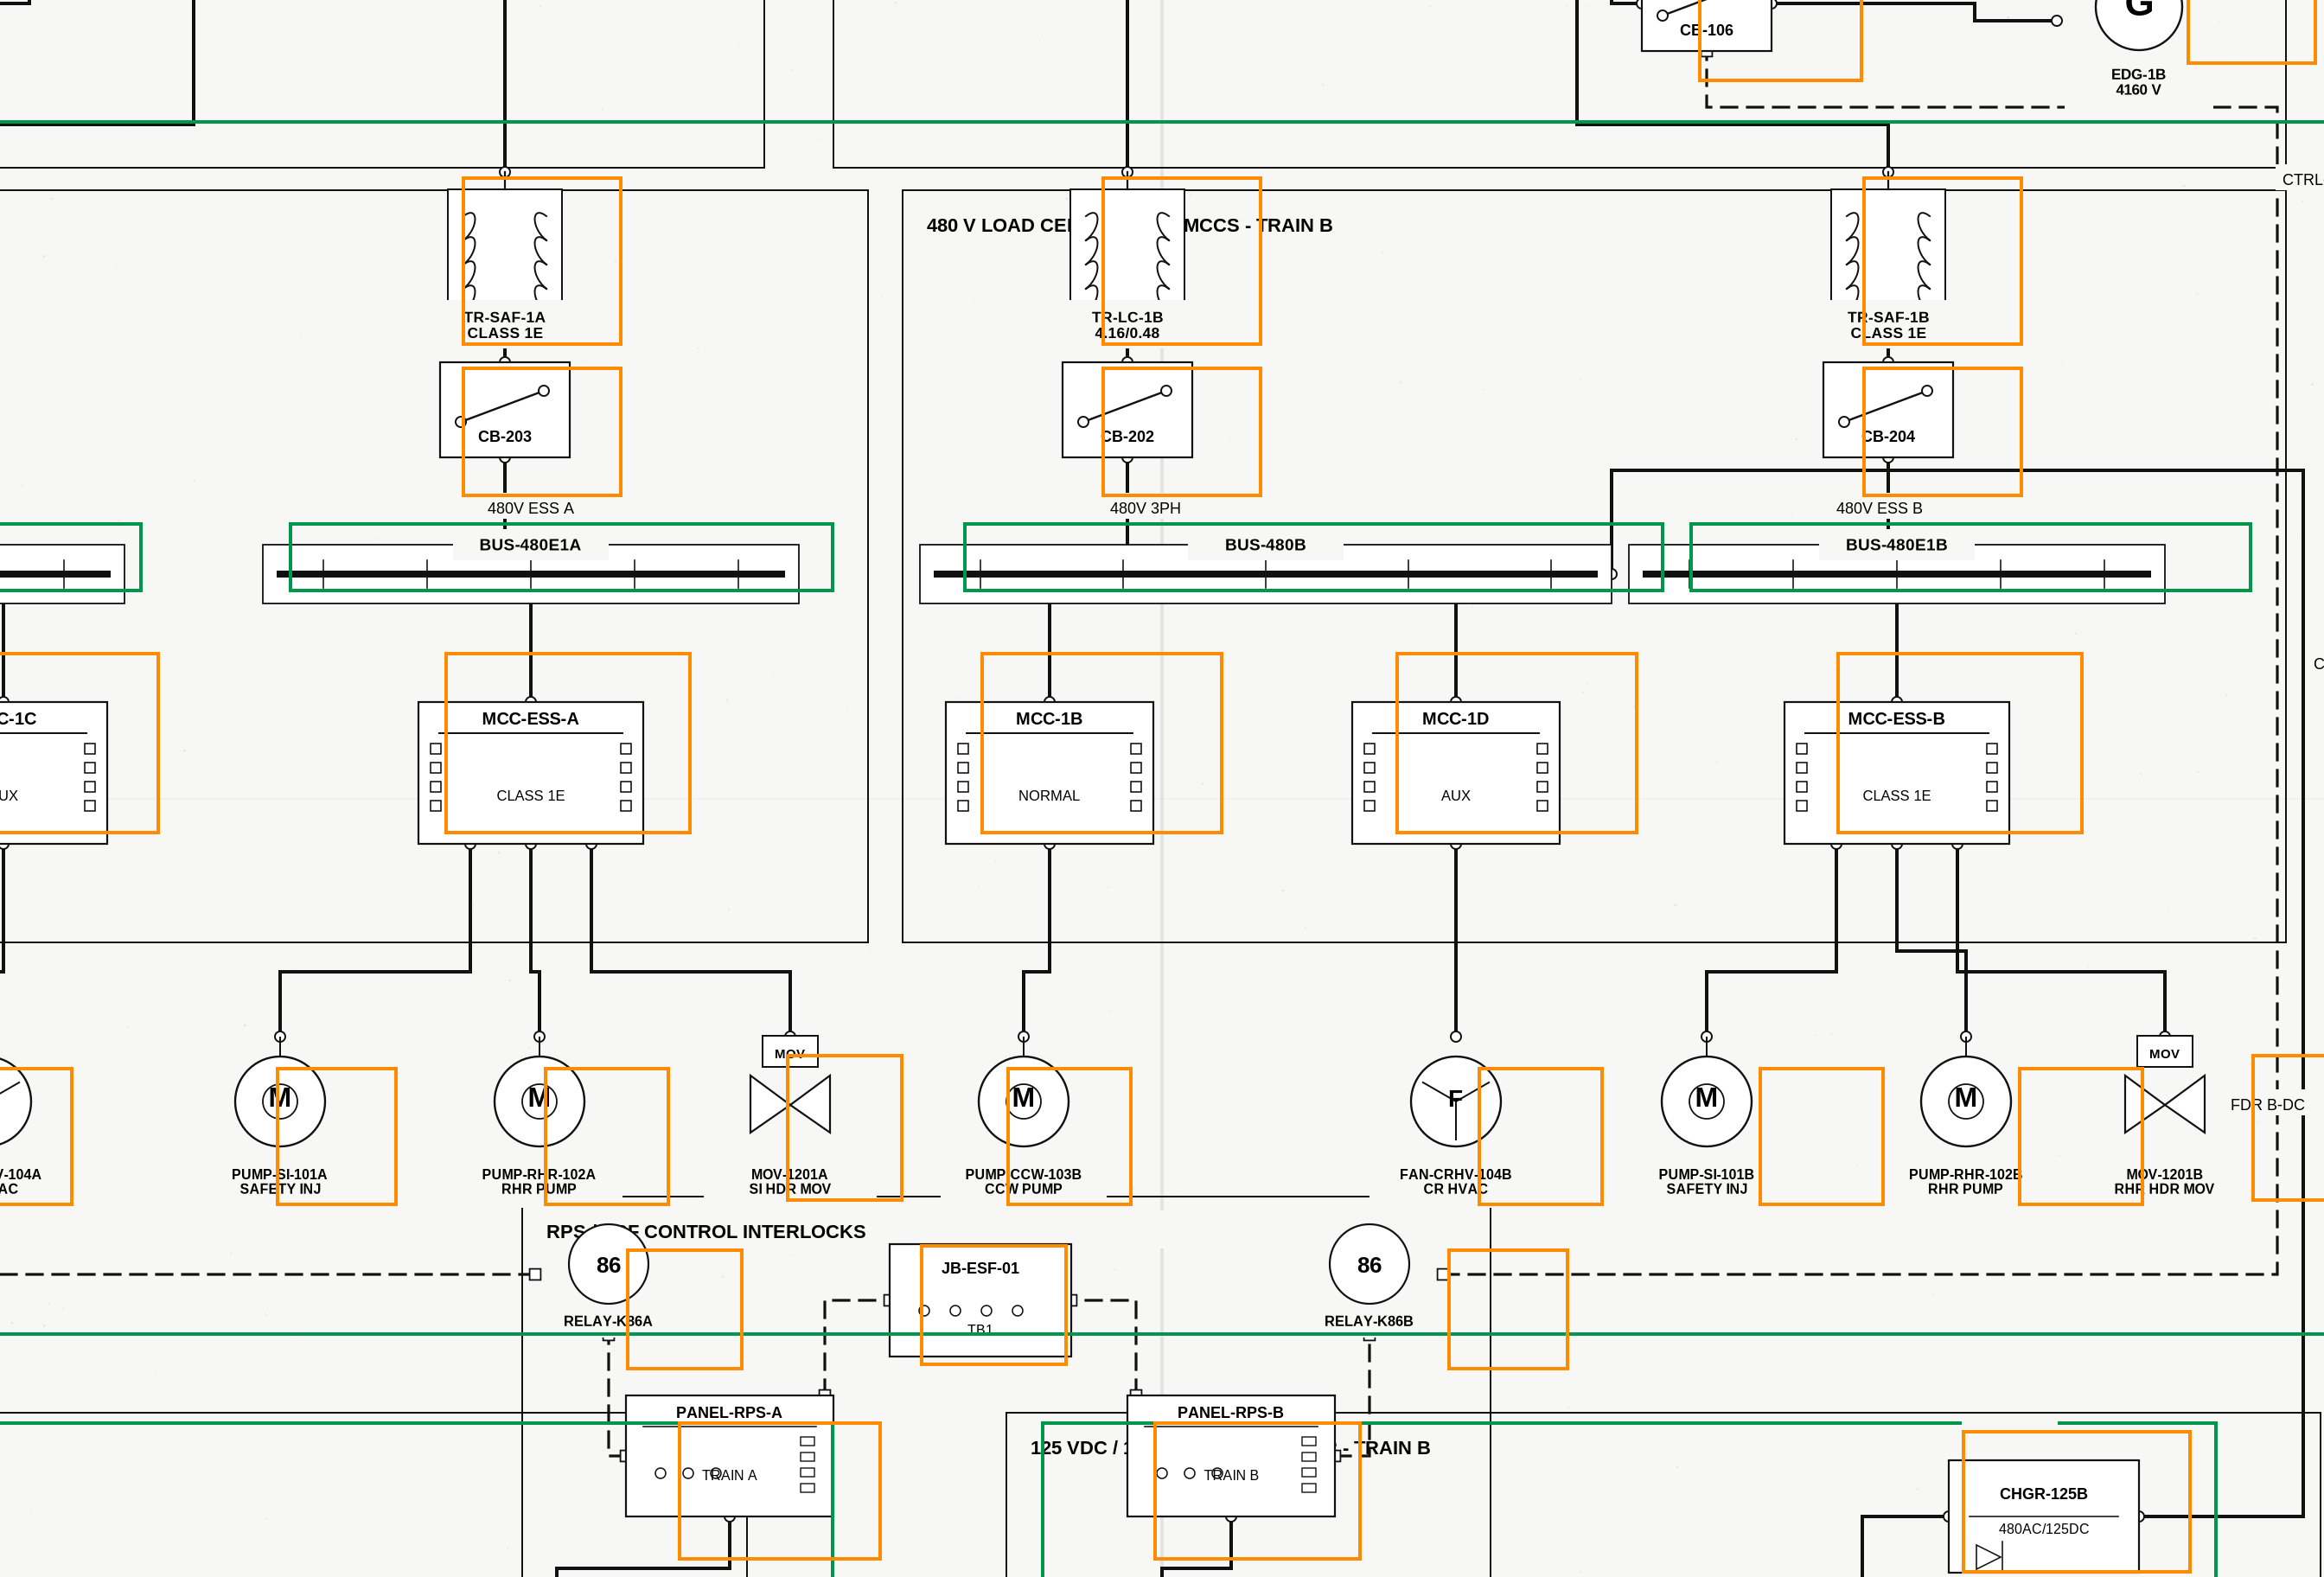 G
CB-106
EDG-1B
4160 V
CTRL
480 V LOAD CE
MCCS - TRAIN B
TR-SAF-1A
CLASS 1E
TR-LC-1B
4.16/0.48
TR-SAF-1B
CLASS 1E
CB-203
CB-202
CB-204
480V ESS A
480V 3PH
480V ESS B
BUS-480E1A
BUS-480B
BUS-480E1B
C
C-1C
MCC-ESS-A
MCC-1B
MCC-1D
MCC-ESS-B
UX
CLASS 1E
NORMAL
AUX
CLASS 1E
MOV
MOV
M
M
M
F
M
M
FDR B-DC
V-104A
AC
PUMP-SI-101A
SAFETY INJ
PUMP-RHR-102A
RHR PUMP
MOV-1201A
SI HDR MOV
PUMP-CCW-103B
CCW PUMP
FAN-CRHV-104B
CR HVAC
PUMP-SI-101B
SAFETY INJ
PUMP-RHR-102B
RHR PUMP
MOV-1201B
RHR HDR MOV
RPS
CONTROL INTERLOCKS
86
JB-ESF-01
86
RELAY-K86A
TB1
RELAY-K86B
PANEL-RPS-A
PANEL-RPS-B
125 VDC / 1
- TRAIN B
TRAIN A
TRAIN B
CHGR-125B
480AC/125DC